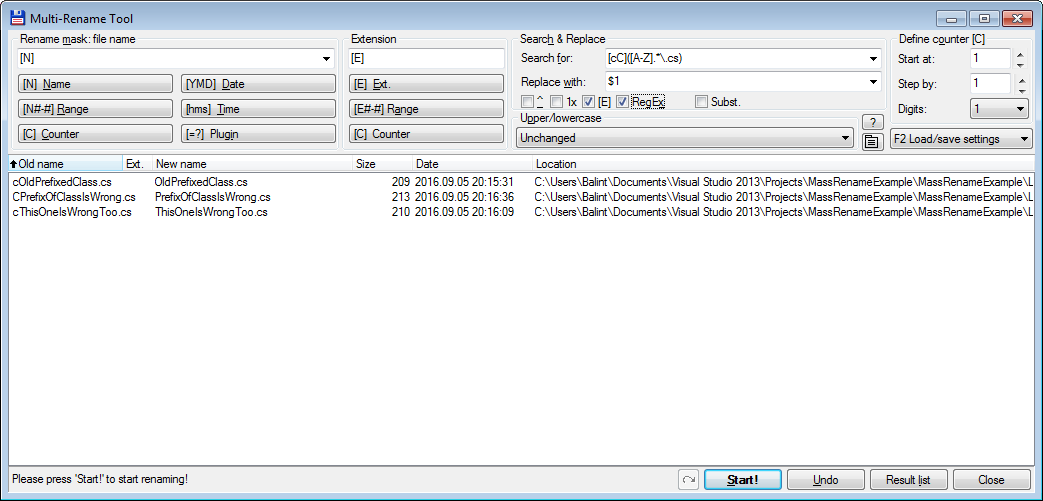 Multi-Rename Tool
Rename mask: file name
Extension
Search & Replace
Define counter [C]
[N]
[E]
Search for:
[cC]([A-Z].*\.cs)
Start at:
1
[N] Name
[YMD] Date
[E] Ext.
Replace with:
$1
Step by:
1
[N#-#] Range
[hms] Time
[E#-#] Range
^
1x
[E]
RegEx
Subst.
Digits:
1
[C] Counter
[=?] Plugin
[C] Counter
Upper/lowercase
Unchanged
?
F2 Load/save settings
Old name
Ext.
New name
Size
Date
Location
cOldPrefixedClass.cs OldPrefixedClass.cs 209 2016.09.05 20:15:31 C:\Users\Balint\Documents\Visual Studio 2013\Projects\MassRenameExample\MassRenameExample\L
CPrefixOfClassIsWrong.cs PrefixOfClassIsWrong.cs 213 2016.09.05 20:16:36 C:\Users\Balint\Documents\Visual Studio 2013\Projects\MassRenameExample\MassRenameExample\L
cThisOneIsWrongToo.cs ThisOneIsWrongToo.cs 210 2016.09.05 20:16:09 C:\Users\Balint\Documents\Visual Studio 2013\Projects\MassRenameExample\MassRenameExample\L
Please press 'Start!' to start renaming!
Start!
Undo
Result list
Close